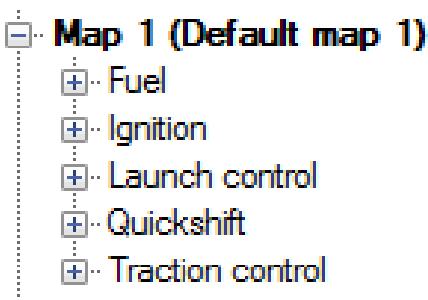 Map 1 (Default map 1)
Fuel
Ignition
Launch control
Quickshift
Traction control